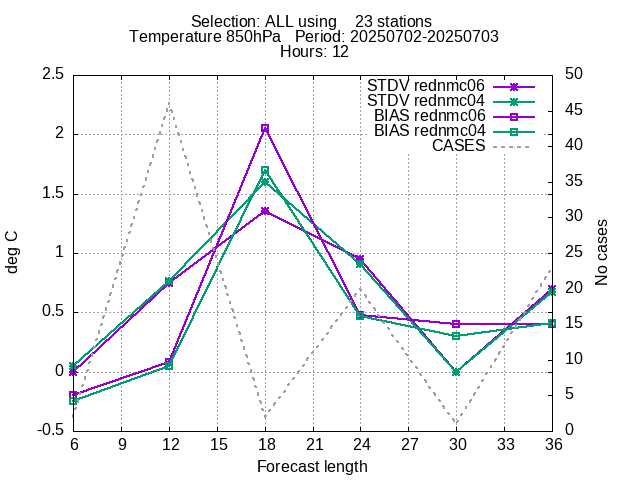 Selection: ALL using    23 stations
Temperature 850hPa   Period: 20250702-20250703
Hours: 12
2.5
2
1.5
1
0.5
0
-0.5
deg C
50
45
40
35
30
25
20
15
10
5
0
No cases
STDV rednmc06
STDV rednmc04
BIAS rednmc06
BIAS rednmc04
CASES
6 9 12 15 18 21 24 27 30 33 36
Forecast length